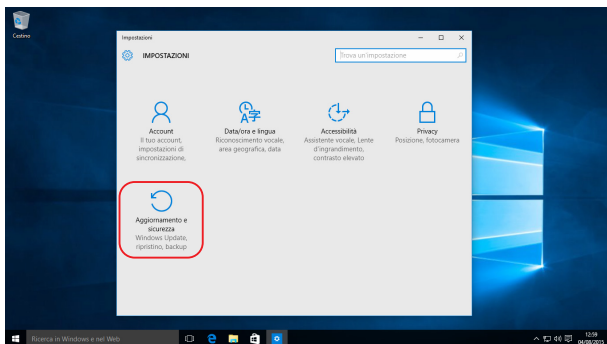 Cestino
Impostazioni
IMPOSTAZIONI
Trova un'impostazione
Account
Il tuo account,
impostazioni di
sincronizzazione,
Data/ora e lingua
Riconoscimento vocale,
area geografica, data
Accessibilità
Assistente vocale, Lente
d'ingrandimento,
contrasto elevato
Privacy
Posizione, fotocamera
Aggiornamento e
sicurezza
Windows Update,
ripristino, backup
Ricerca in Windows e nel Web
12:59
04/08/2015